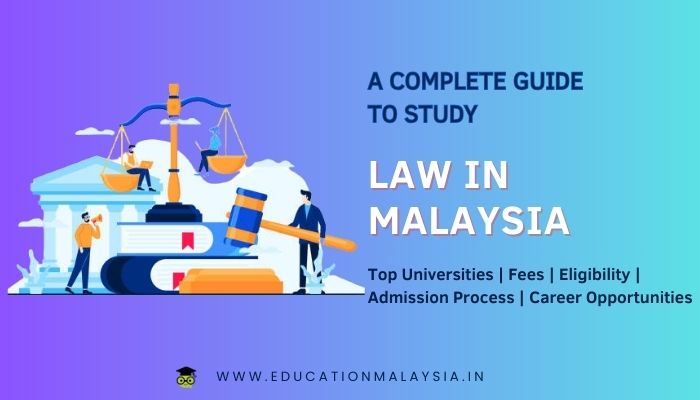 A COMPLETE GUIDE
TO STUDY
LAW IN
MALAYSIA
Top Universities | Fees | Eligibility |
Admission Process | Career Opportunities
WWW.EDUCATIONMALAYSIA.IN